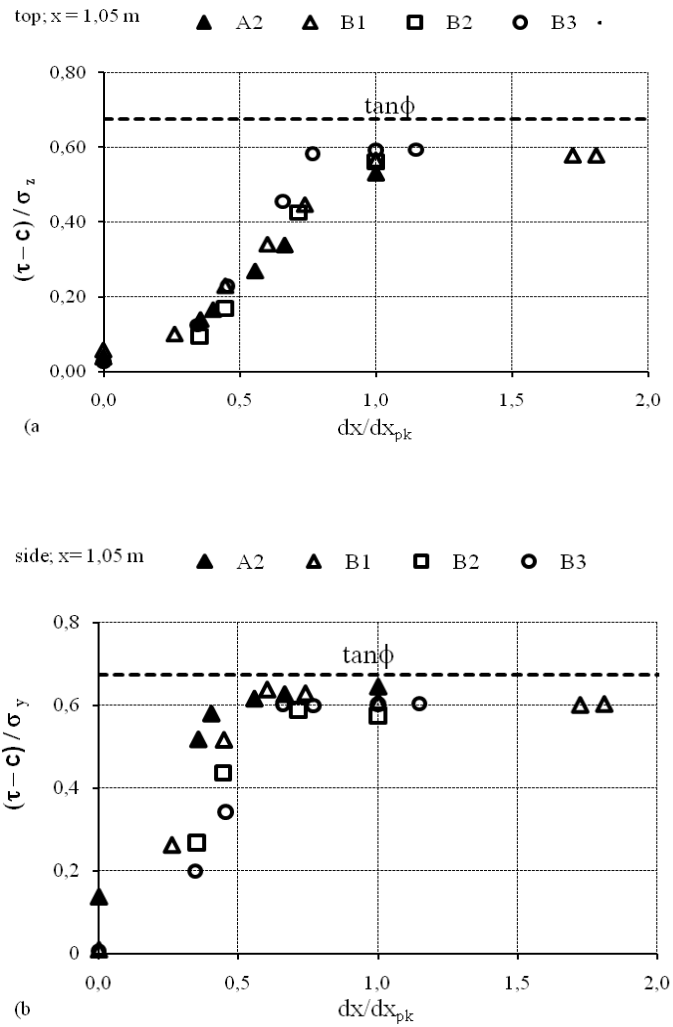 top; x = 1,05 m A2 B1 B2 B3
0,80
tanϕ
0,60
0,40
0,20
0,00
(τ – c) / σz
0,0 0,5 1,0 1,5 2,0
(a dx/dxpk
side; x= 1,05 m A2 B1 B2 B3
0,8
tanϕ
0,6
0,4
0,2
0
(τ – c) / σy
0,0 0,5 1,0 1,5 2,0
(b dx/dxpk